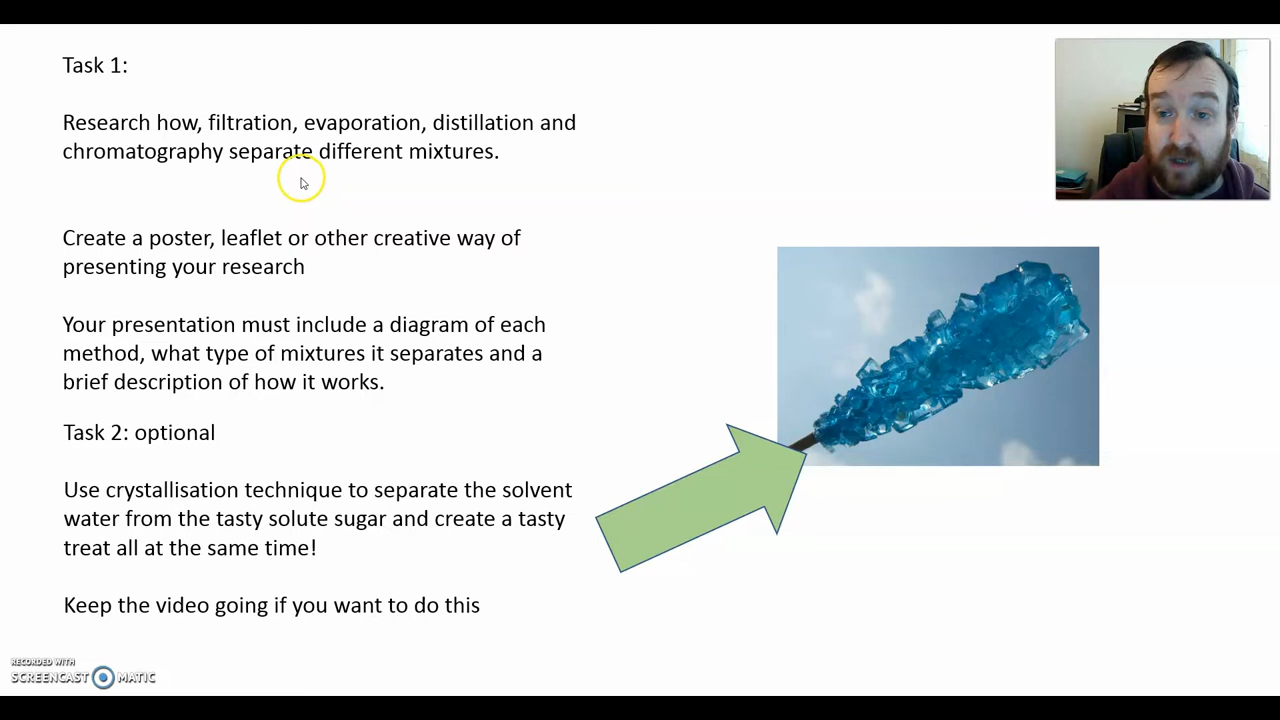 Task 1:
Research how, filtration, evaporation, distillation and
chromatography separate different mixtures.
Create a poster, leaflet or other creative way of
presenting your research
Your presentation must include a diagram of each
method, what type of mixtures it separates and a
brief description of how it works.
Task 2: optional
Use crystallisation technique to separate the solvent
water from the tasty solute sugar and create a tasty
treat all at the same time!
Keep the video going if you want to do this
RECORDED WITH
SCREENCAST MATIC